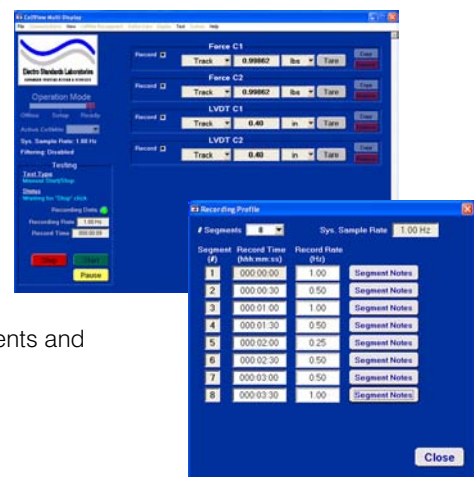 CellView Multi Display
File View Display Test Help
Electro Standards Laboratories
Operation Mode
Offline Setup Ready
Active CellMite:
Sys. Sample Rate: 1.00 Hz
Filtering: Disabled
Testing
Test Type
Manual Start/Stop
Status
Waiting for "Stop" click
Recording Data
Recording Rate 1.00 Hz
Record Time 000:00:09
Stop Start
Pause
Force C1
Record Track 0.99862 lbs Tare
Force C2
Record Track 0.99862 lbs Tare
LVDT C1
Record Track 0.40 in Tare
LVDT C2
Record Track 0.40 in Tare
ents and
Recording Profile
# Segments 8 Sys. Sample Rate 1.00 Hz
Segment (#) Record Time (hhh:mm:ss) Record Rate (Hz)
1 000:00:00 1.00 Segment Notes
2 000:00:30 0.50 Segment Notes
3 000:01:00 1.00 Segment Notes
4 000:01:30 0.50 Segment Notes
5 000:02:00 0.25 Segment Notes
6 000:02:30 0.50 Segment Notes
7 000:03:00 0.50 Segment Notes
8 000:03:30 1.00 Segment Notes
Close